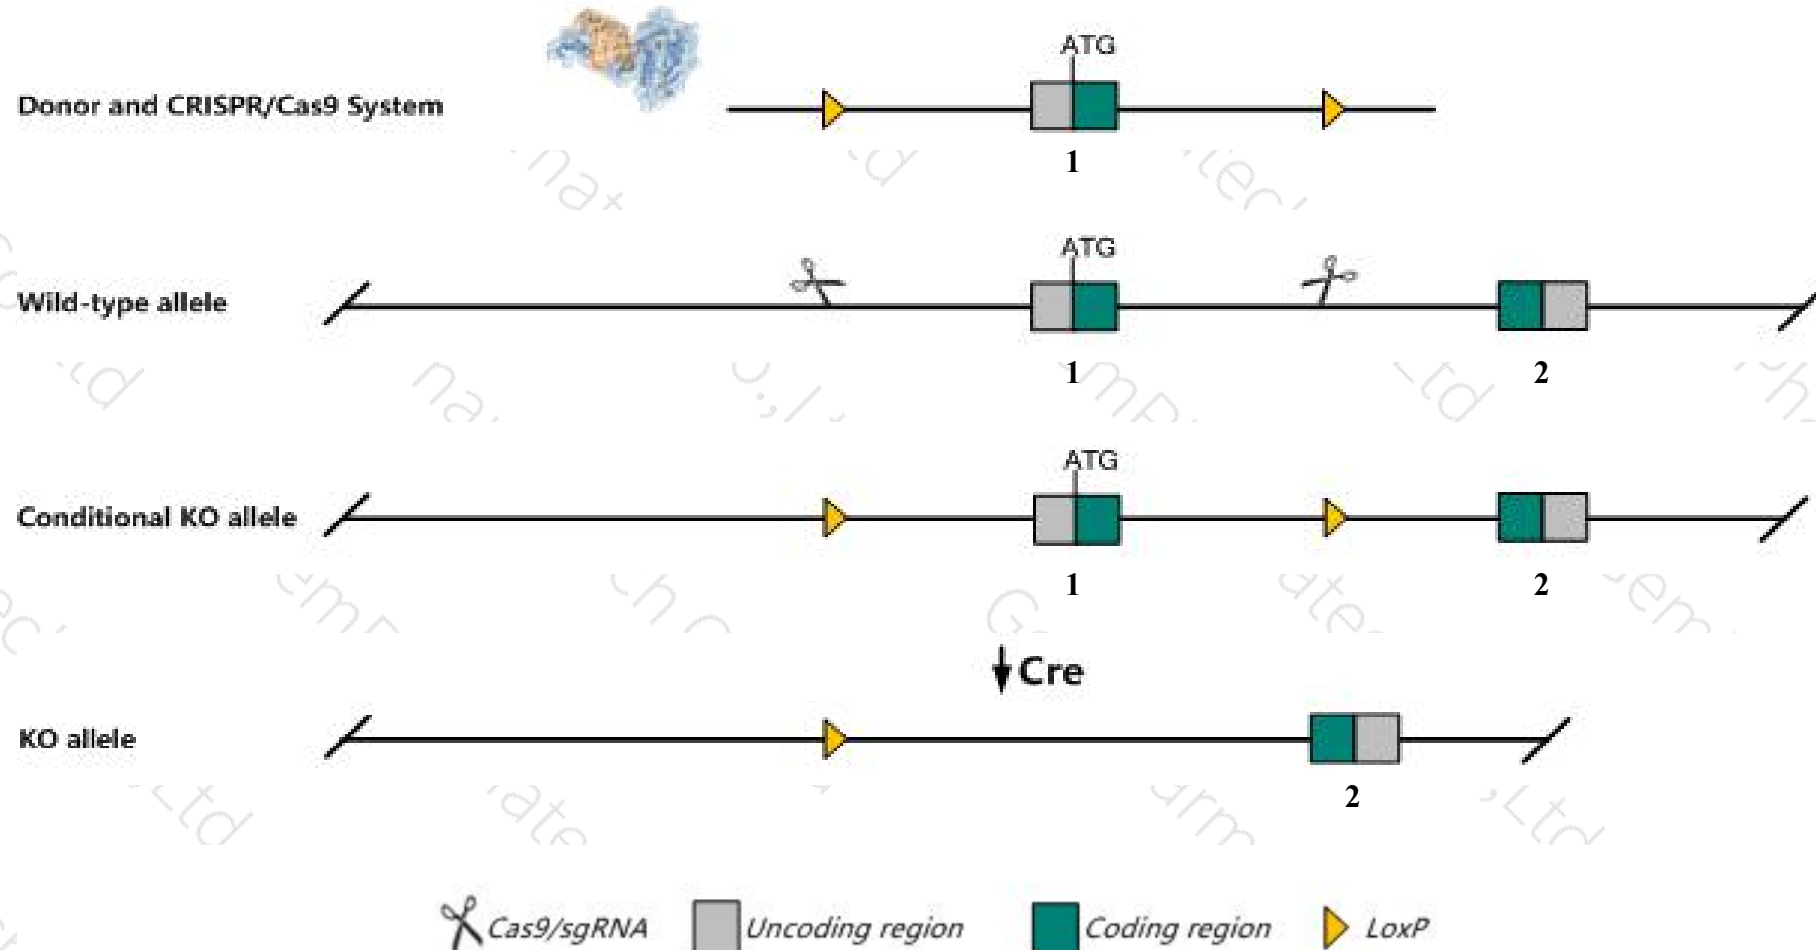 ATG
Donor and CRISPR/Cas9 System
1
ATG
Wild-type allele
1 2
ATG
Conditional KO allele
1 2
Cre
KO allele
2
Cas9/sgRNA Uncoding region Coding region LoxP